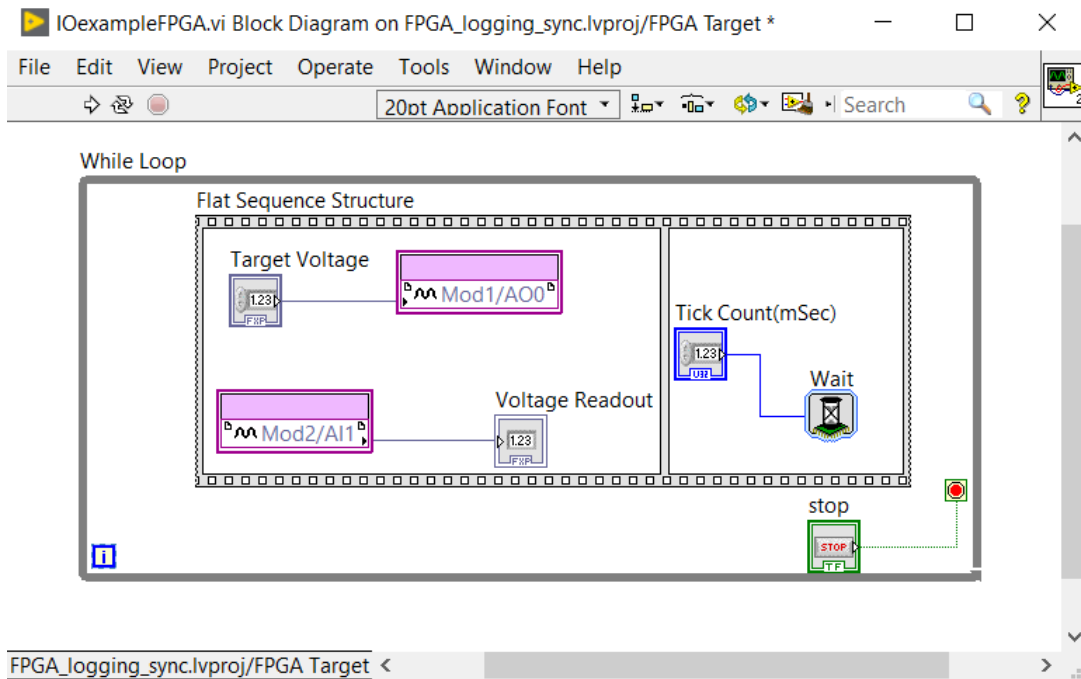 IOexampleFPGA.vi Block Diagram on FPGA_logging_sync.lvproj/FPGA Target *
File Edit View Project Operate Tools Window Help
20pt Application Font Search
2
While Loop
Flat Sequence Structure
Target Voltage
Mod1/AO0
1.23
FXP
Tick Count(mSec)
1.23
U32
Wait
Voltage Readout
Mod2/AI1
1.23
FXP
stop
STOP
TF
i
FPGA_logging_sync.lvproj/FPGA Target